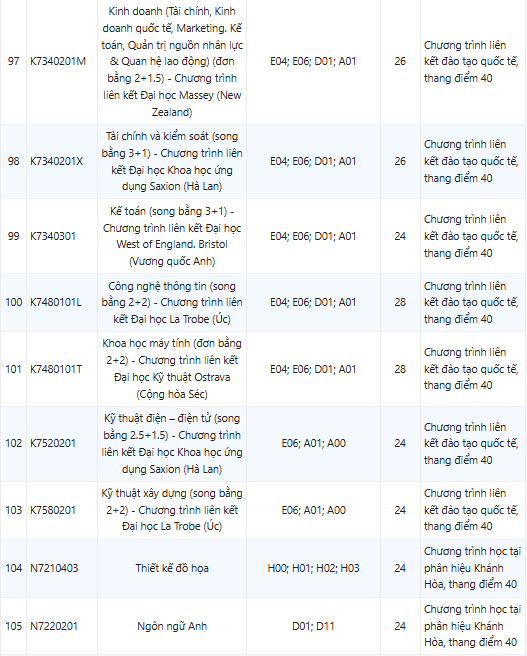 Kinh doanh (Tài chính, Kinh
doanh quốc tế, Marketing. Kế
toán, Quản trị nguồn nhân lực
97 K7340201M & Quan hệ lao động) (đơn E04; E06; D01; A01 26 Chương trình liên
bằng 2+1.5) - Chương trình kết đào tạo quốc tế,
liên kết Đại học Massey (New thang điểm 40
Zealand)
Tài chính và kiểm soát (song
98 K7340201X bằng 3+1) - Chương trình liên E04; E06; D01; A01 26 Chương trình liên
kết Đại học Khoa học ứng kết đào tạo quốc tế,
dụng Saxion (Hà Lan) thang điểm 40
Kế toán (song bằng 3+1) -
99 K7340301 Chương trình liên kết Đại học E04; E06; D01; A01 24 Chương trình liên
West of England. Bristol kết đào tạo quốc tế,
(Vương quốc Anh) thang điểm 40
Công nghệ thông tin (song Chương trình liên
100 K7480101L bằng 2+2) - Chương trình liên E04; E06; D01; A01 28 kết đào tạo quốc tế,
kết Đại học La Trobe (Úc) thang điểm 40
Khoa học máy tính (đơn bằng
101 K7480101T 2+2) - Chương trình liên kết E04; E06; D01; A01 28 Chương trình liên
Đại học Kỹ thuật Ostrava kết đào tạo quốc tế,
(Cộng hòa Séc) thang điểm 40
Kỹ thuật điện – điện tử (song
102 K7520201 bằng 2.5+1.5) - Chương trình E06; A01; A00 24 Chương trình liên
liên kết Đại học Khoa học ứng kết đào tạo quốc tế,
dụng Saxion (Hà Lan) thang điểm 40
Kỹ thuật xây dựng (song bằng Chương trình liên
103 K7580201 2+2) - Chương trình liên kết E06; A01; A00 24 kết đào tạo quốc tế,
Đại học La Trobe (Úc) thang điểm 40
Chương trình học tại
104 N7210403 Thiết kế đồ họa H00; H01; H02; H03 24 phân hiệu Khánh
Hòa, thang điểm 40
Chương trình học tại
105 N7220201 Ngôn ngữ Anh D01; D11 24 phân hiệu Khánh
Hòa, thang điểm 40